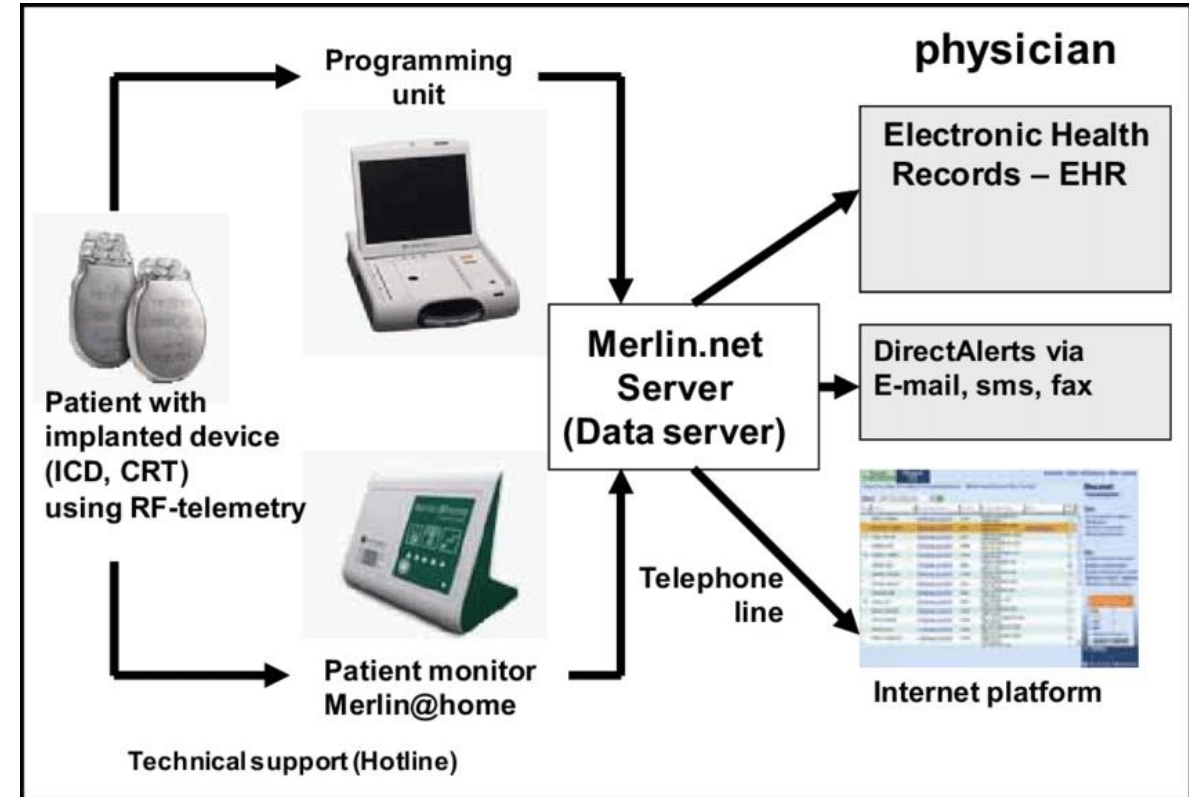 physician
Programming
unit
Electronic Health
Records – EHR
Merlin.net
Server
(Data server)
DirectAlerts via
E-mail, sms, fax
Patient with
implanted device
(ICD, CRT)
using RF-telemetry
Telephone
line
Patient monitor
Merlin@home
Internet platform
Technical support (Hotline)